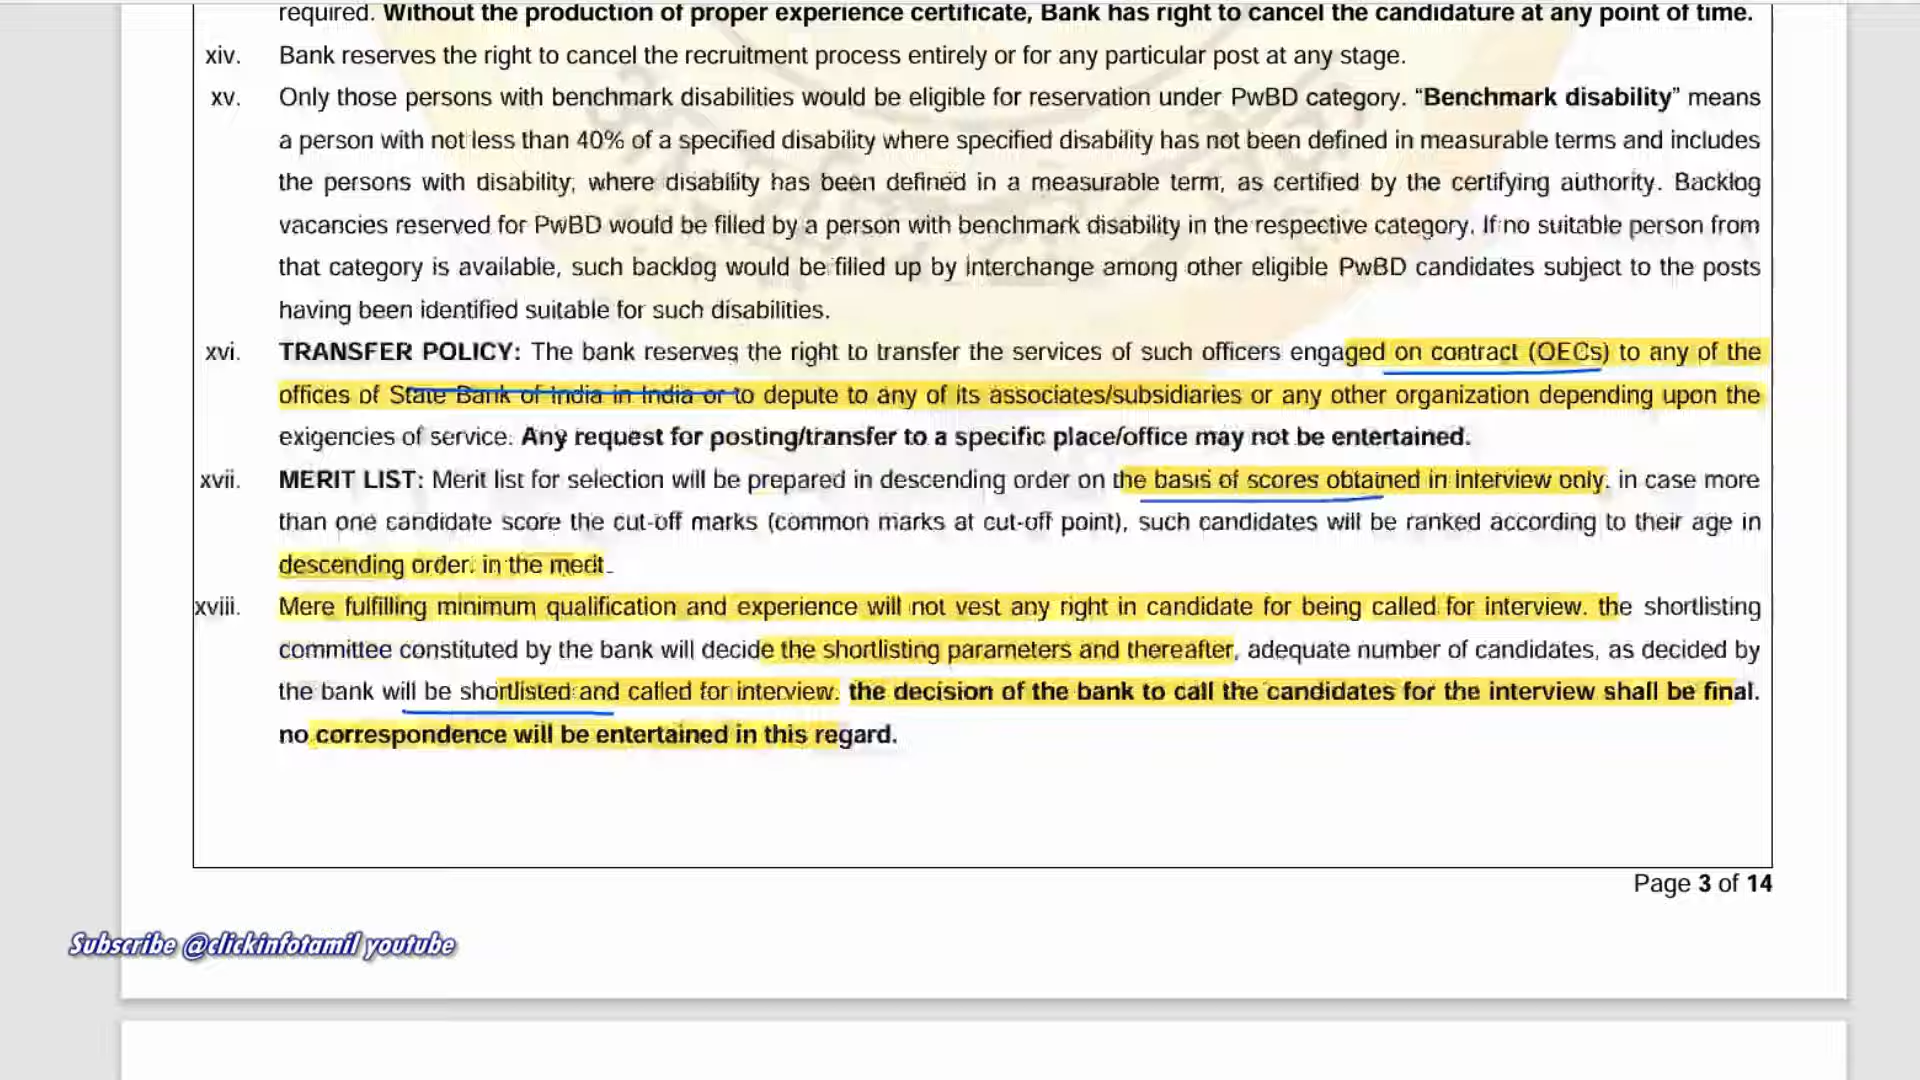 required. Without the production of proper experience certificate, Bank has right to cancel the candidature at any point of time.
xiv. Bank reserves the right to cancel the recruitment process entirely or for any particular post at any stage.
xv. Only those persons with benchmark disabilities would be eligible for reservation under PwBD category. “Benchmark disability” means
a person with not less than 40% of a specified disability where specified disability has not been defined in measurable terms and includes
the persons with disability, where disability has been defined in a measurable term, as certified by the certifying authority. Backlog
vacancies reserved for PwBD would be filled by a person with benchmark disability in the respective category. If no suitable person from
that category is available, such backlog would be filled up by interchange among other eligible PwBD candidates subject to the posts
having been identified suitable for such disabilities.
xvi. TRANSFER POLICY: The bank reserves the right to transfer the services of such officers engaged on contract (OECs) to any of the
offices of State Bank of India in India or to depute to any of its associates/subsidiaries or any other organization depending upon the
exigencies of service. Any request for posting/transfer to a specific place/office may not be entertained.
xvii. MERIT LIST: Merit list for selection will be prepared in descending order on the basis of scores obtained in interview only. in case more
than one candidate score the cut-off marks (common marks at cut-off point), such candidates will be ranked according to their age in
descending order. in the merit.
xviii. Mere fulfilling minimum qualification and experience will not vest any right in candidate for being called for interview. the shortlisting
committee constituted by the bank will decide the shortlisting parameters and thereafter, adequate number of candidates, as decided by
the bank will be shortlisted and called for interview. the decision of the bank to call the candidates for the interview shall be final.
no correspondence will be entertained in this regard.
Page 3 of 14
Subscribe @clickinfotamil youtube